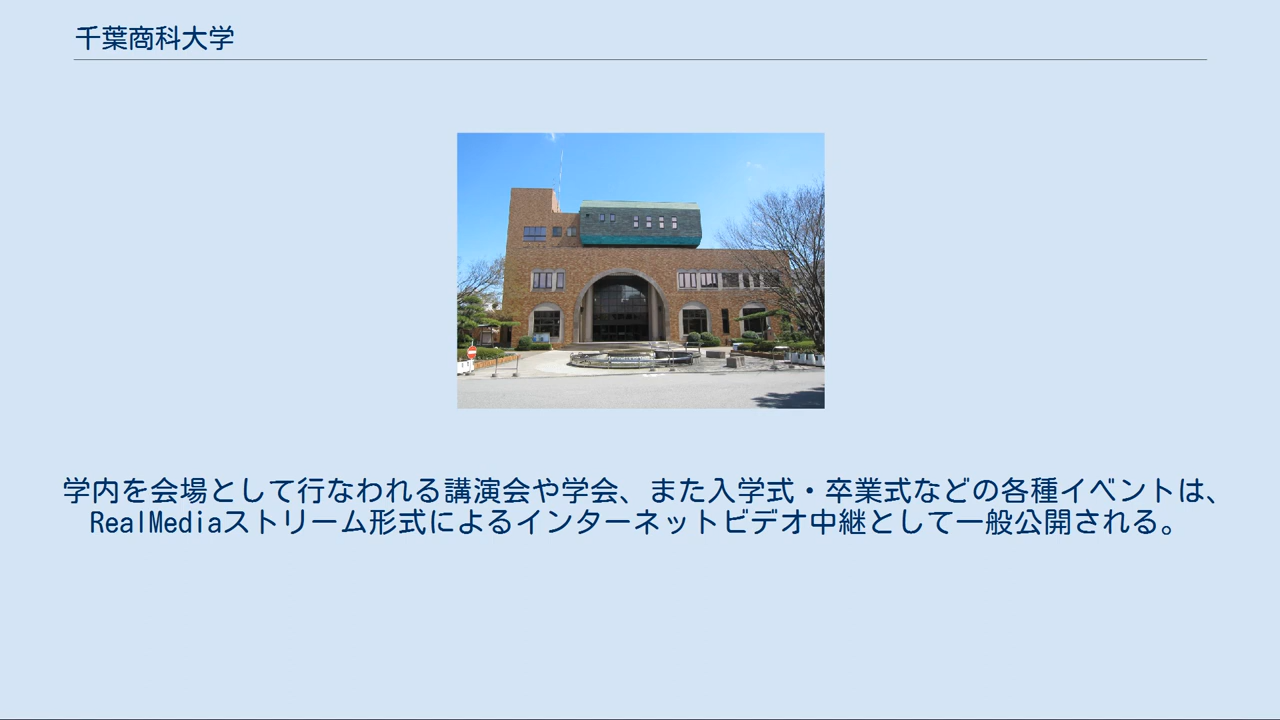 千葉商科大学
学内を会場として行なわれる講演会や学会、また入学式・卒業式などの各種イベントは、
RealMediaストリーム形式によるインターネットビデオ中継として一般公開される。